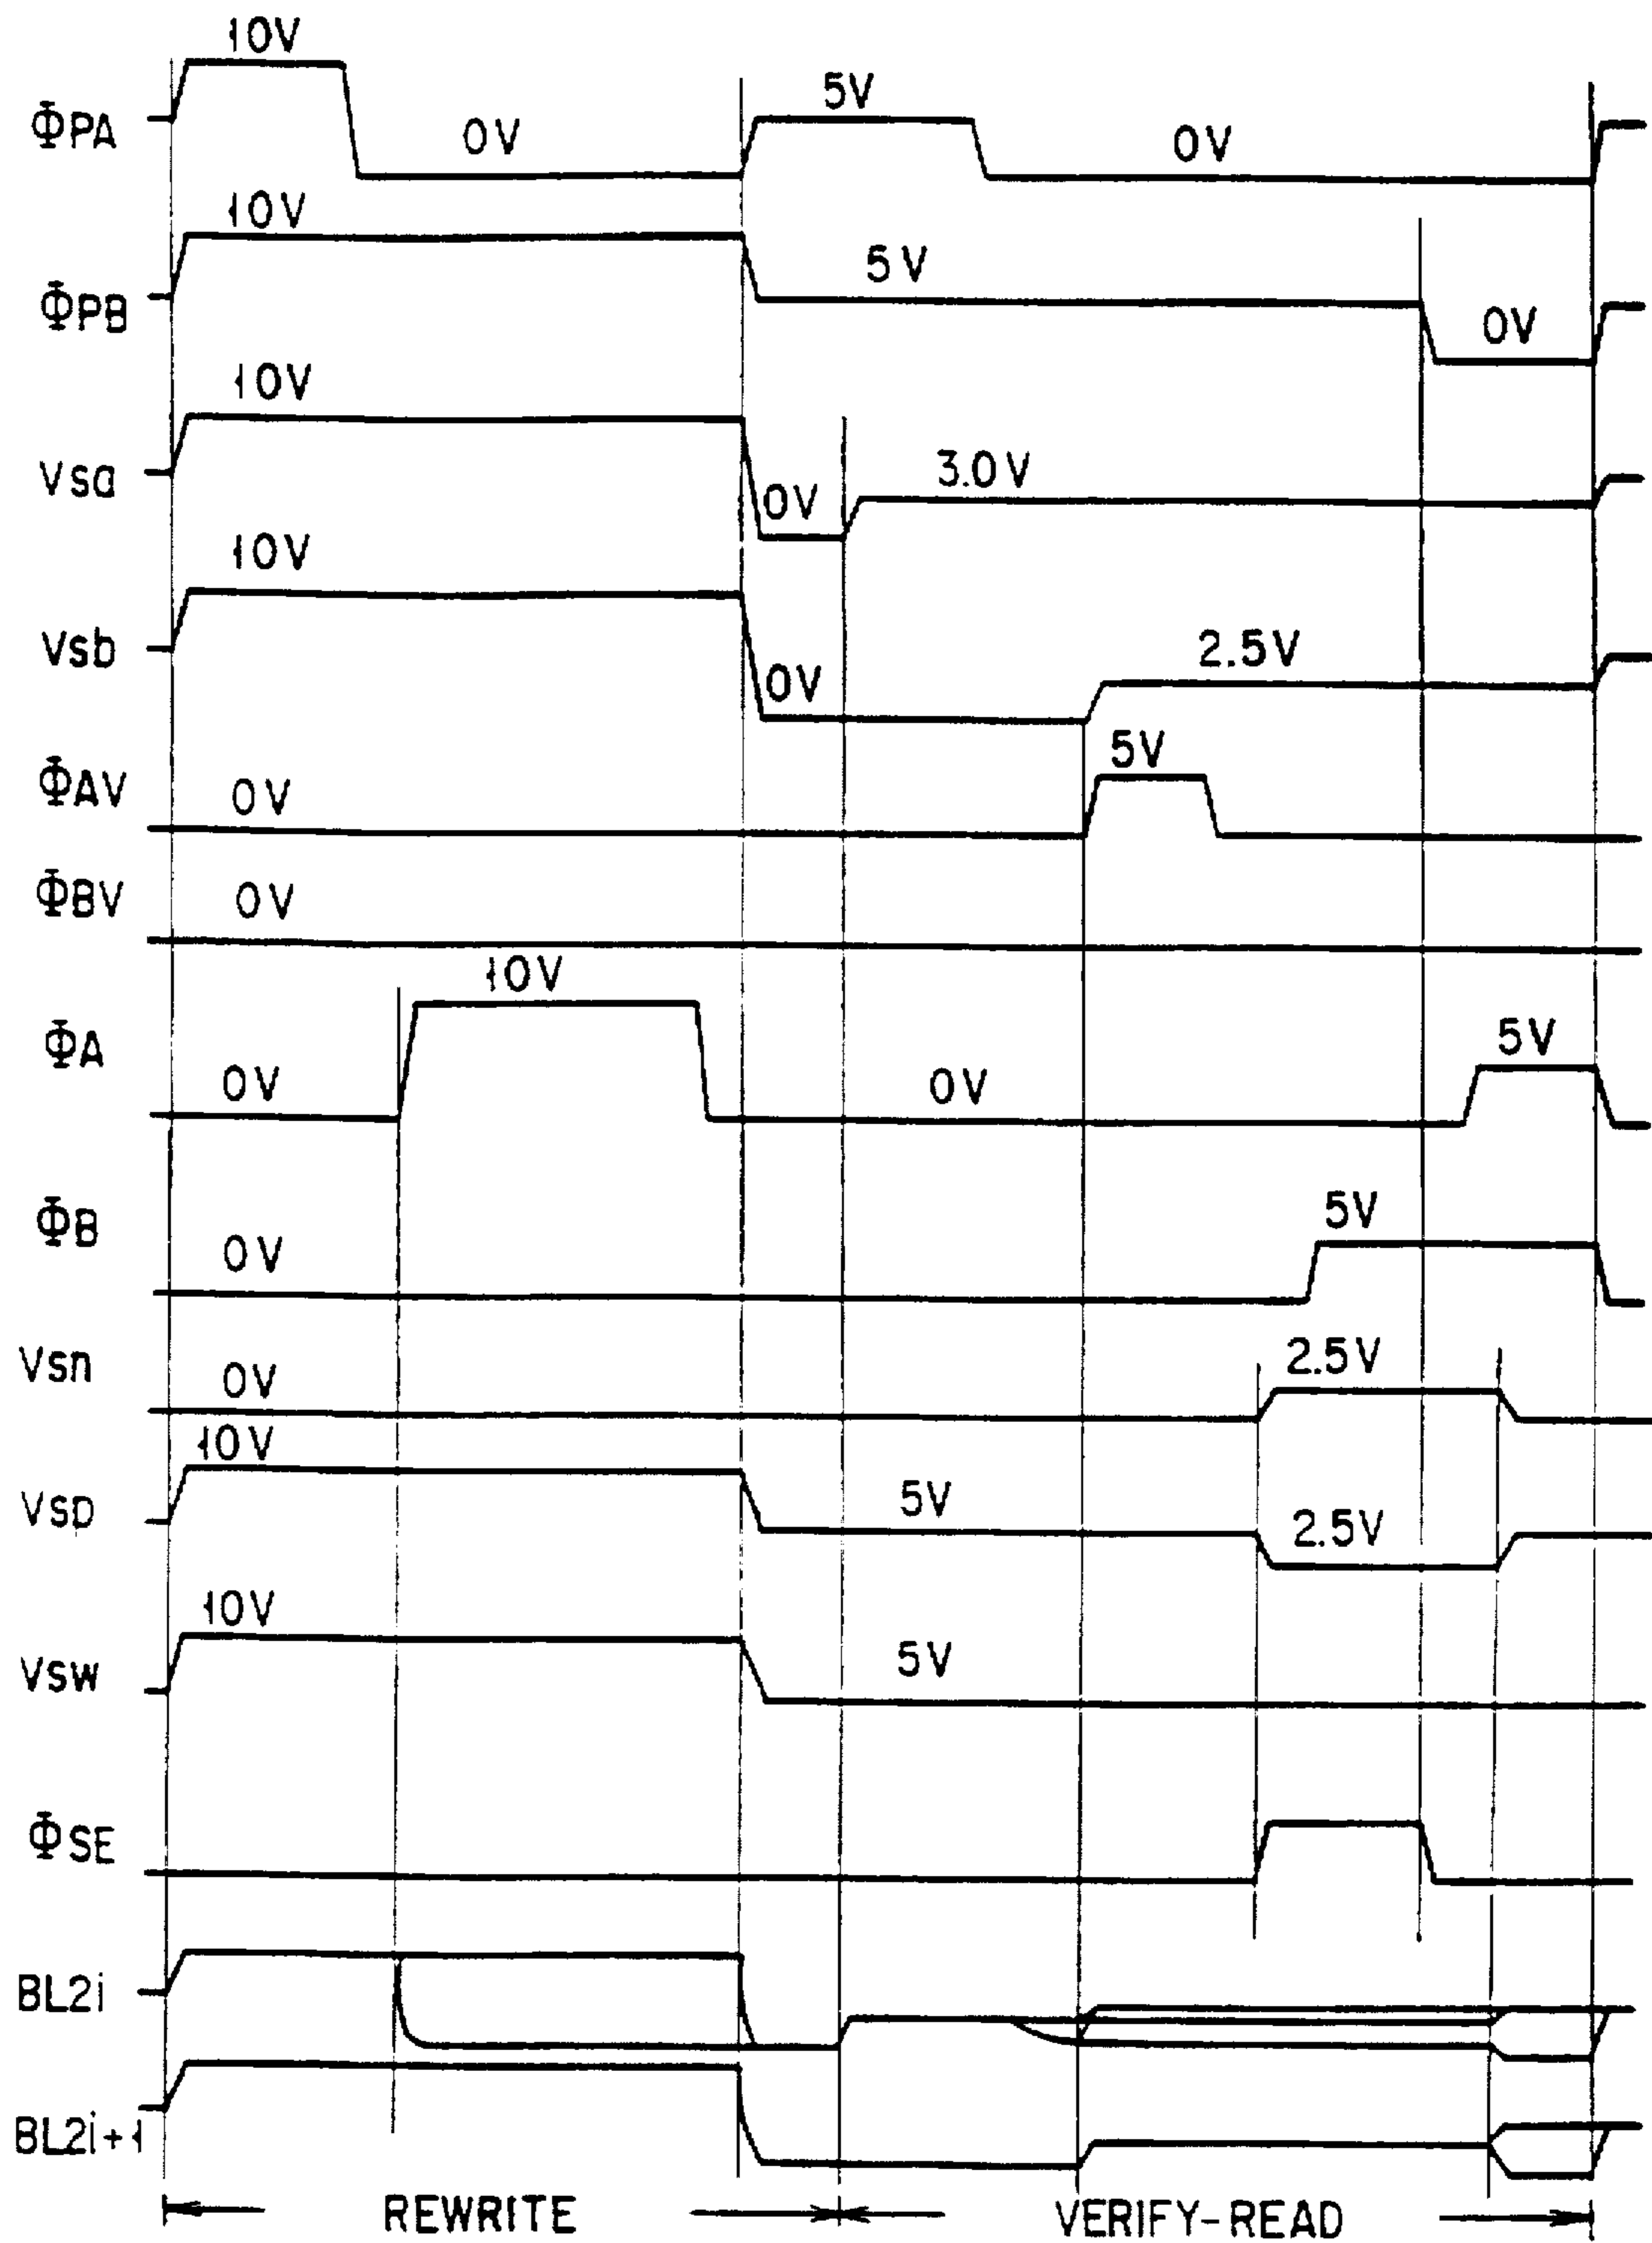 10V
5V
ΦPA 0V 0V
10V
5V
ΦPB 0V
10V
Vsa 3.0V
0V
10V
Vsb 2.5V
0V
5V
ΦAV 0V
ΦBV 0V
10V
ΦA 5V
0V 0V
ΦB 5V
0V
Vsn 2.5V
0V
10V
VSD 5V 2.5V
10V
VSW 5V
ΦSE
BL2i
BL2i+1
REWRITE VERIFY-READ